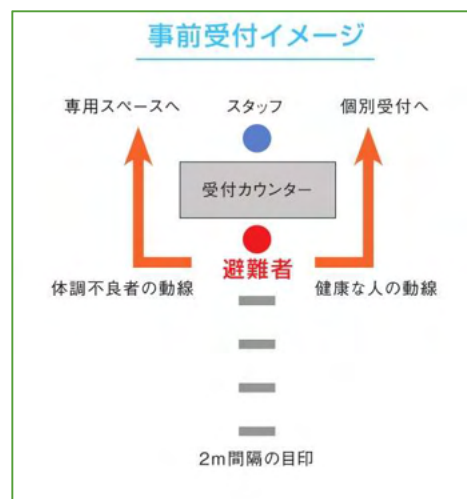 事前受付イメージ
専用スペースへ
スタッフ
個別受付へ
受付カウンター
避難者
体調不良者の動線
健康な人の動線
2m間隔の目印